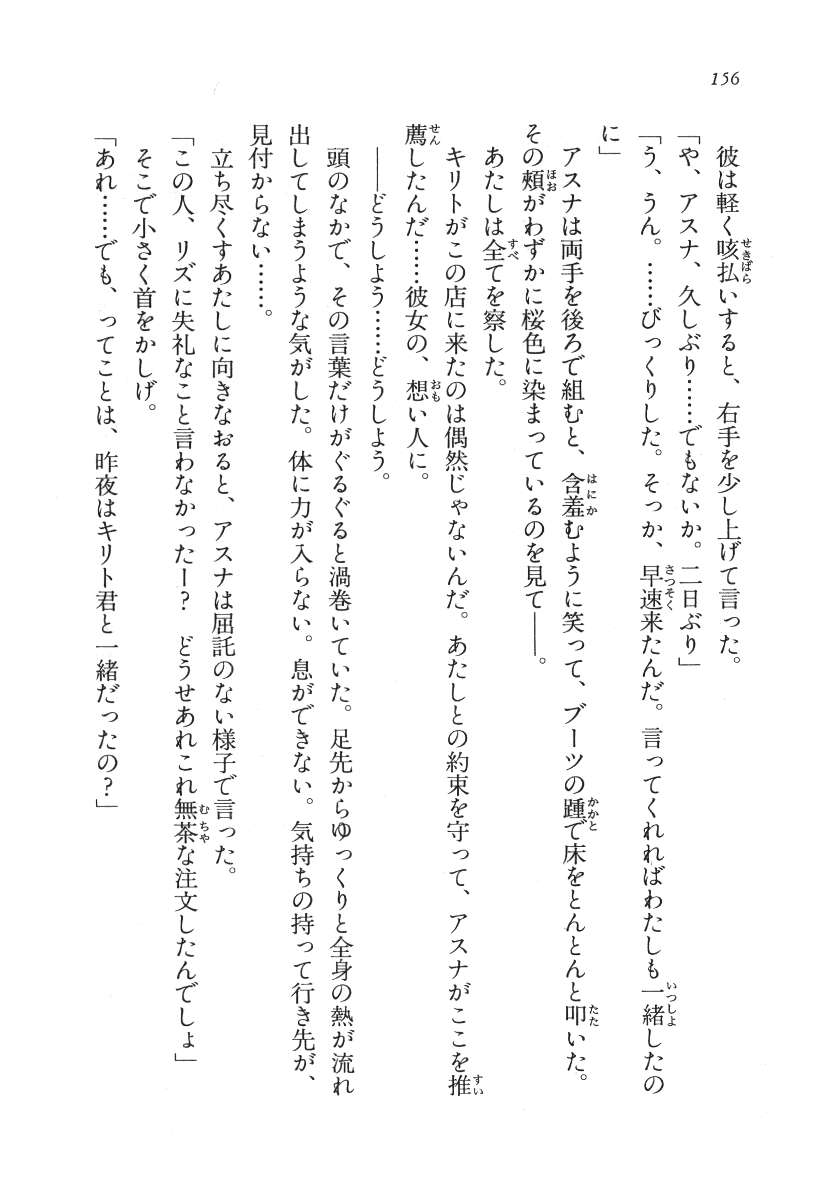 156
彼は軽く咳払いすると、右手を少し上げて言った。
「や、アスナ、久しぶり……でもないか。二日ぶり」
「う、うん。……びっくりした。そっか、早速来たんだ。言ってくれればわたしも一緒したの
に」
アスナは両手を後ろで組むと、含羞むように笑って、ブーツの踵で床をとんとんと叩いた。
その頰がわずかに桜色に染まっているのを見て――。
あたしは全てを察した。
キリトがこの店に来たのは偶然じゃないんだ。あたしとの約束を守って、アスナがここを推
薦したんだ……彼女の、想い人に。
――どうしよう……どうしよう。
頭のなかで、その言葉だけがぐるぐると渦巻いていた。足先からゆっくりと全身の熱が流れ
出してしまうような気がした。体に力が入らない。息ができない。気持ちの持って行き先が、
見付からない……。
立ち尽くすあたしに向きなおると、アスナは屈託のない様子で言った。
「この人、リズに失礼なこと言わなかったー？　どうせあれこれ無茶な注文したんでしょ」
そこで小さく首をかしげ。
「あれ……でも、ってことは、昨夜はキリト君と一緒だったの？」